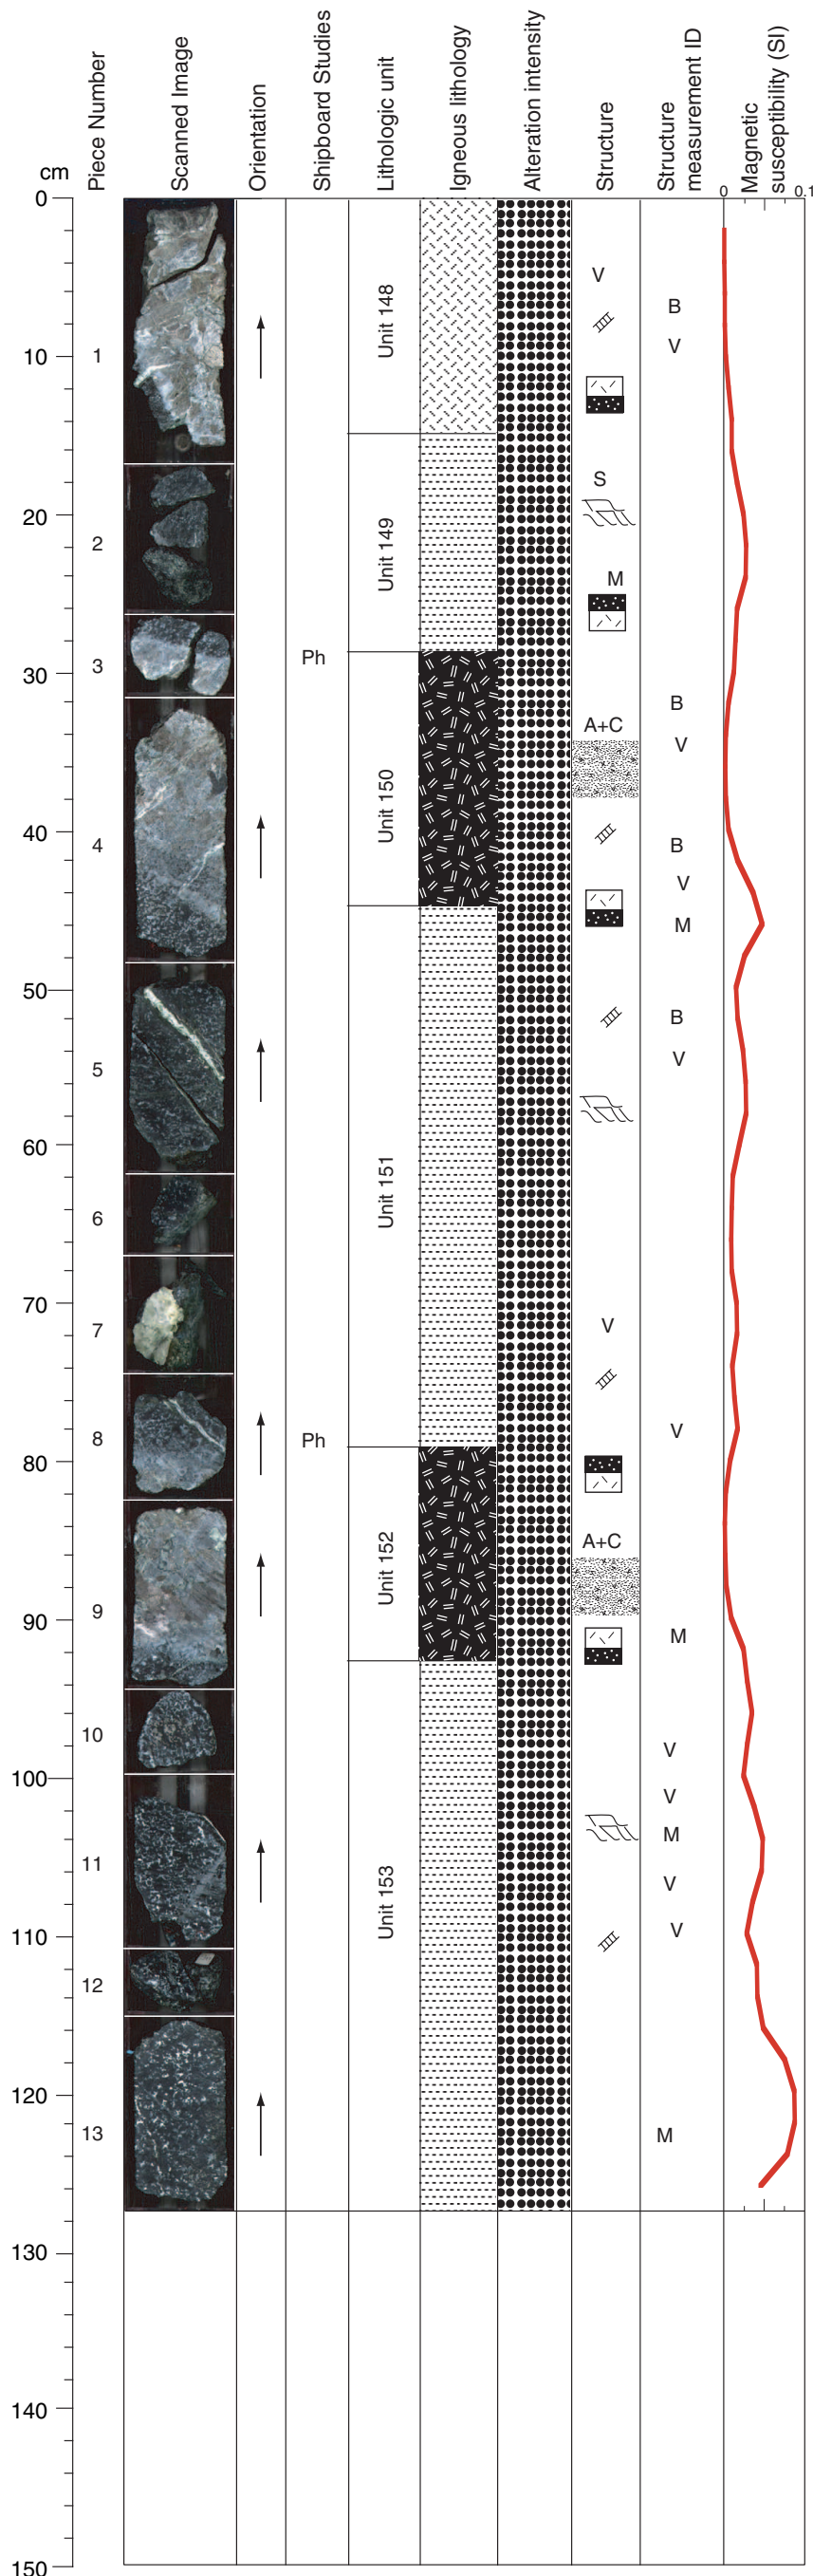 cm
Piece Number
Scanned Image
Orientation
Shipboard Studies
Lithologic unit
Igneous lithology
Alteration intensity
Structure
Structure
measurement ID
Magnetic
susceptibility (SI)
0 0.1
0
V
B
Unit 148
V
10
1
S
20
2
Unit 149
M
Ph
30
3
B
A+C
V
Unit 150
40
4
B
V
M
50
B
5
V
60
Unit 151
6
70
7
V
V
8
Ph
80
A+C
Unit 152
90
9
M
10
V
100
V
M
11
V
Unit 153
110
V
12
120
13
M
130
140
150